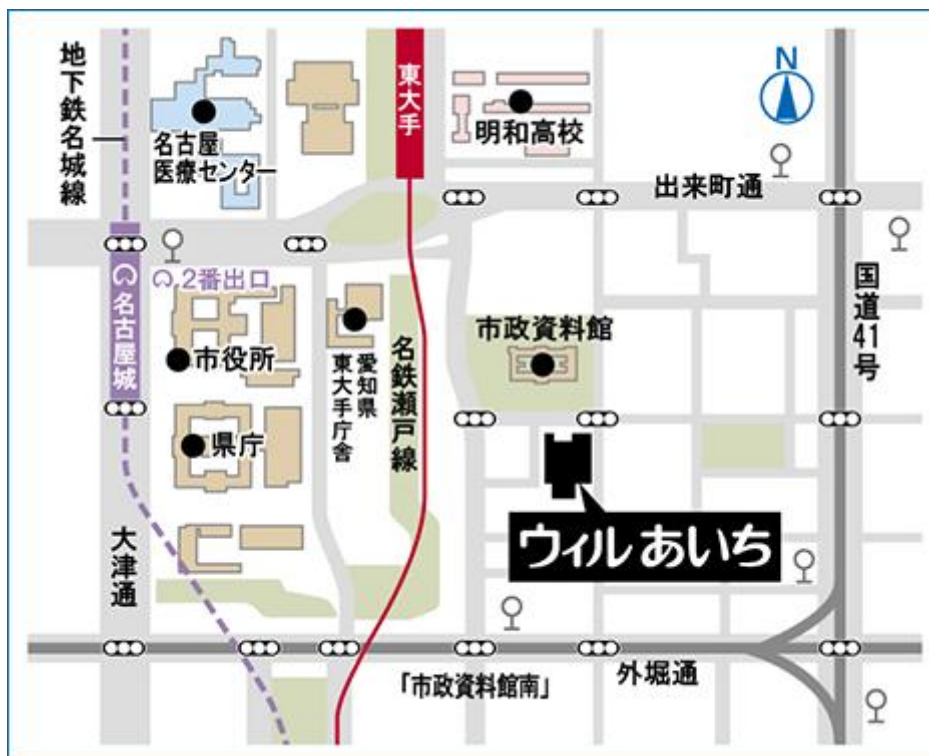 地下鉄名城線
名古屋
医療センター
東大手
明和高校
N
出来町通
2番出口
名古屋城
市役所
愛知県
東大手庁舎
名鉄瀬戸線
市政資料館
国道41号
県庁
ウィルあいち
大津通
「市政資料館南」
外堀通